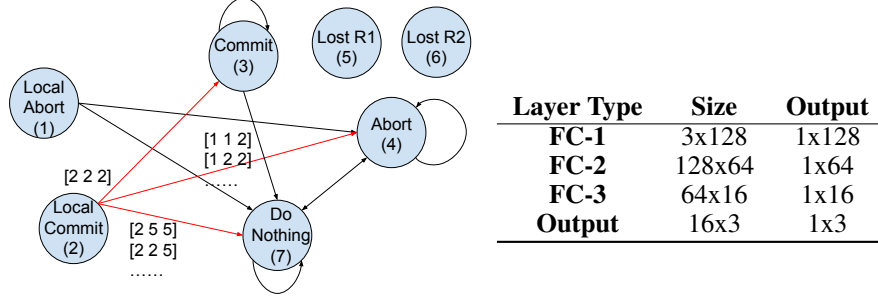 Commit
(3)
Lost R1
(5)
Lost R2
(6)
Local
Abort
(1)
Abort
(4)
[1 1 2]
[1 2 2]
......
[2 2 2]
Local
Commit
(2)
[2 5 5]
[2 2 5]
......
Do
Nothing
(7)
Layer Type Size Output
FC-1 3x128 1x128
FC-2 128x64 1x64
FC-3 64x16 1x16
Output 16x3 1x3